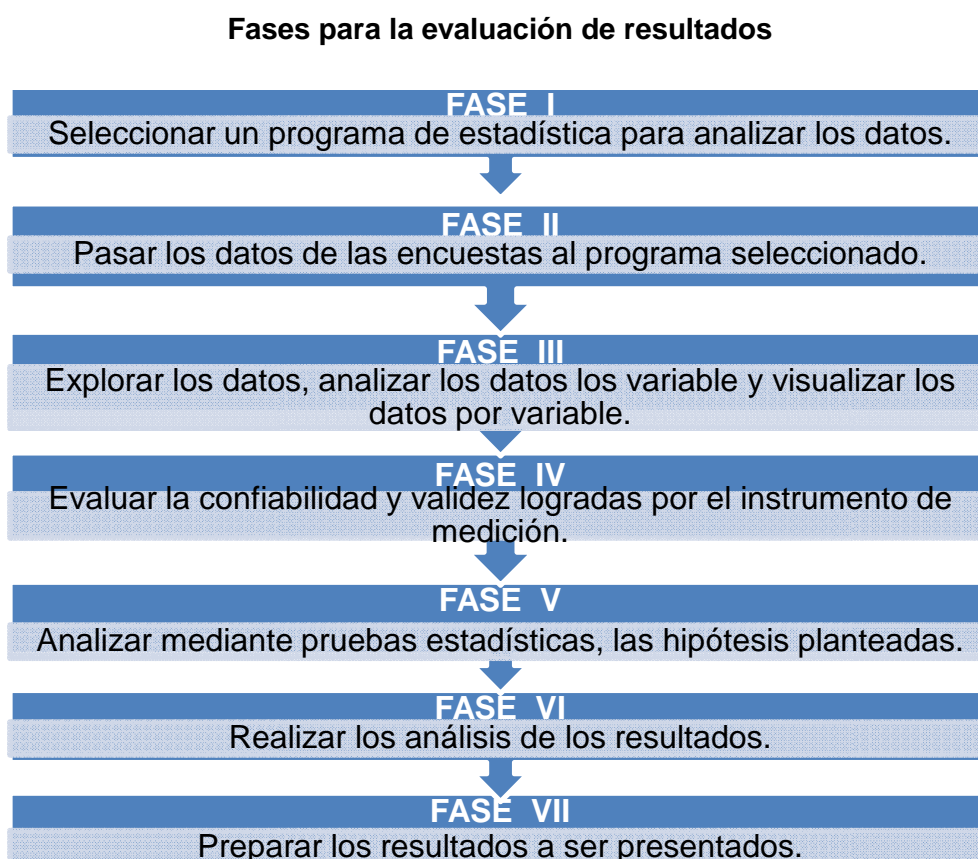 Fases para la evaluación de resultados
FASE I
Seleccionar un programa de estadística para analizar los datos.
FASE II
Pasar los datos de las encuestas al programa seleccionado.
FASE III
Explorar los datos, analizar los datos los variable y visualizar los
datos por variable.
FASE IV
Evaluar la confiabilidad y validez logradas por el instrumento de
medición.
FASE V
Analizar mediante pruebas estadísticas, las hipótesis planteadas.
FASE VI
Realizar los análisis de los resultados.
FASE VII
Preparar los resultados a ser presentados.